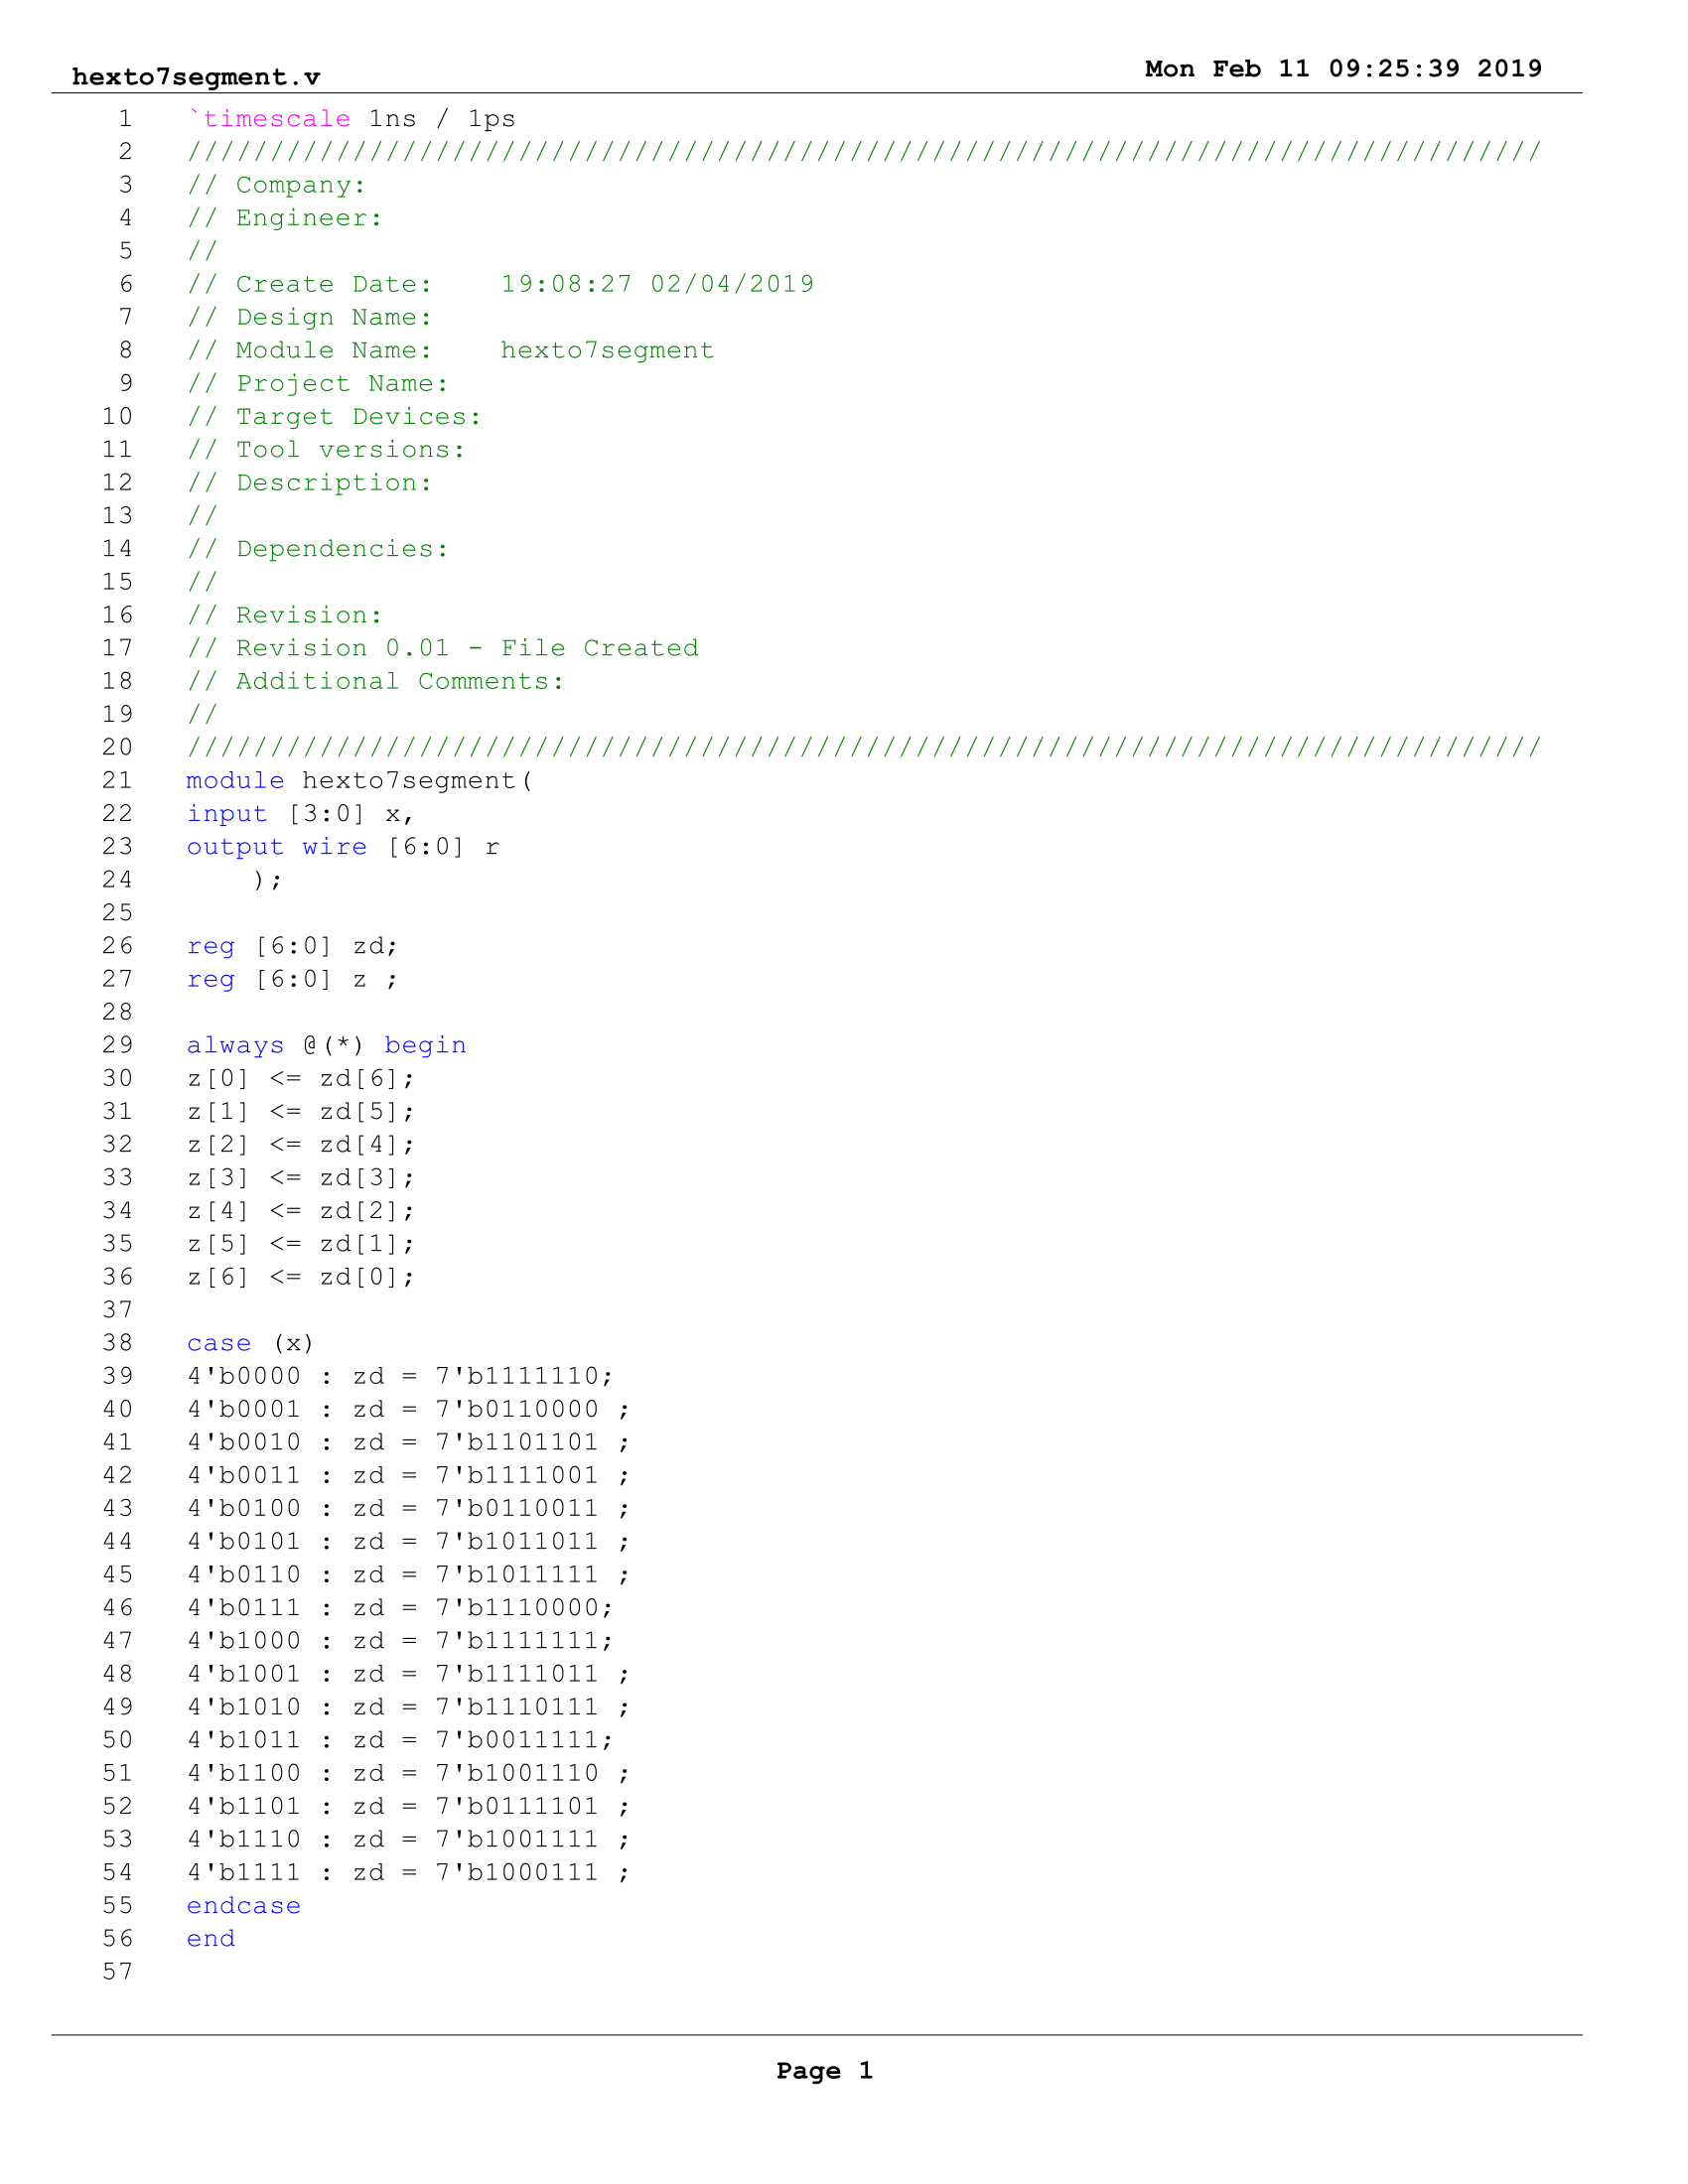 hexto7segment.v
Mon Feb 11 09:25:39 2019
1 `timescale 1ns / 1ps
2 //////////////////////////////////////////////////////////////////////////////////
3 // Company:
4 // Engineer:
5 //
6 // Create Date:    19:08:27 02/04/2019
7 // Design Name:
8 // Module Name:    hexto7segment
9 // Project Name:
10 // Target Devices:
11 // Tool versions:
12 // Description:
13 //
14 // Dependencies:
15 //
16 // Revision:
17 // Revision 0.01 - File Created
18 // Additional Comments:
19 //
20 //////////////////////////////////////////////////////////////////////////////////
21 module hexto7segment(
22 input [3:0] x,
23 output wire [6:0] r
24     );
25
26 reg [6:0] zd;
27 reg [6:0] z ;
28
29 always @(*) begin
30 z[0] <= zd[6];
31 z[1] <= zd[5];
32 z[2] <= zd[4];
33 z[3] <= zd[3];
34 z[4] <= zd[2];
35 z[5] <= zd[1];
36 z[6] <= zd[0];
37
38 case (x)
39 4'b0000 : zd = 7'b1111110;
40 4'b0001 : zd = 7'b0110000 ;
41 4'b0010 : zd = 7'b1101101 ;
42 4'b0011 : zd = 7'b1111001 ;
43 4'b0100 : zd = 7'b0110011 ;
44 4'b0101 : zd = 7'b1011011 ;
45 4'b0110 : zd = 7'b1011111 ;
46 4'b0111 : zd = 7'b1110000;
47 4'b1000 : zd = 7'b1111111;
48 4'b1001 : zd = 7'b1111011 ;
49 4'b1010 : zd = 7'b1110111 ;
50 4'b1011 : zd = 7'b0011111;
51 4'b1100 : zd = 7'b1001110 ;
52 4'b1101 : zd = 7'b0111101 ;
53 4'b1110 : zd = 7'b1001111 ;
54 4'b1111 : zd = 7'b1000111 ;
55 endcase
56 end
57
Page 1